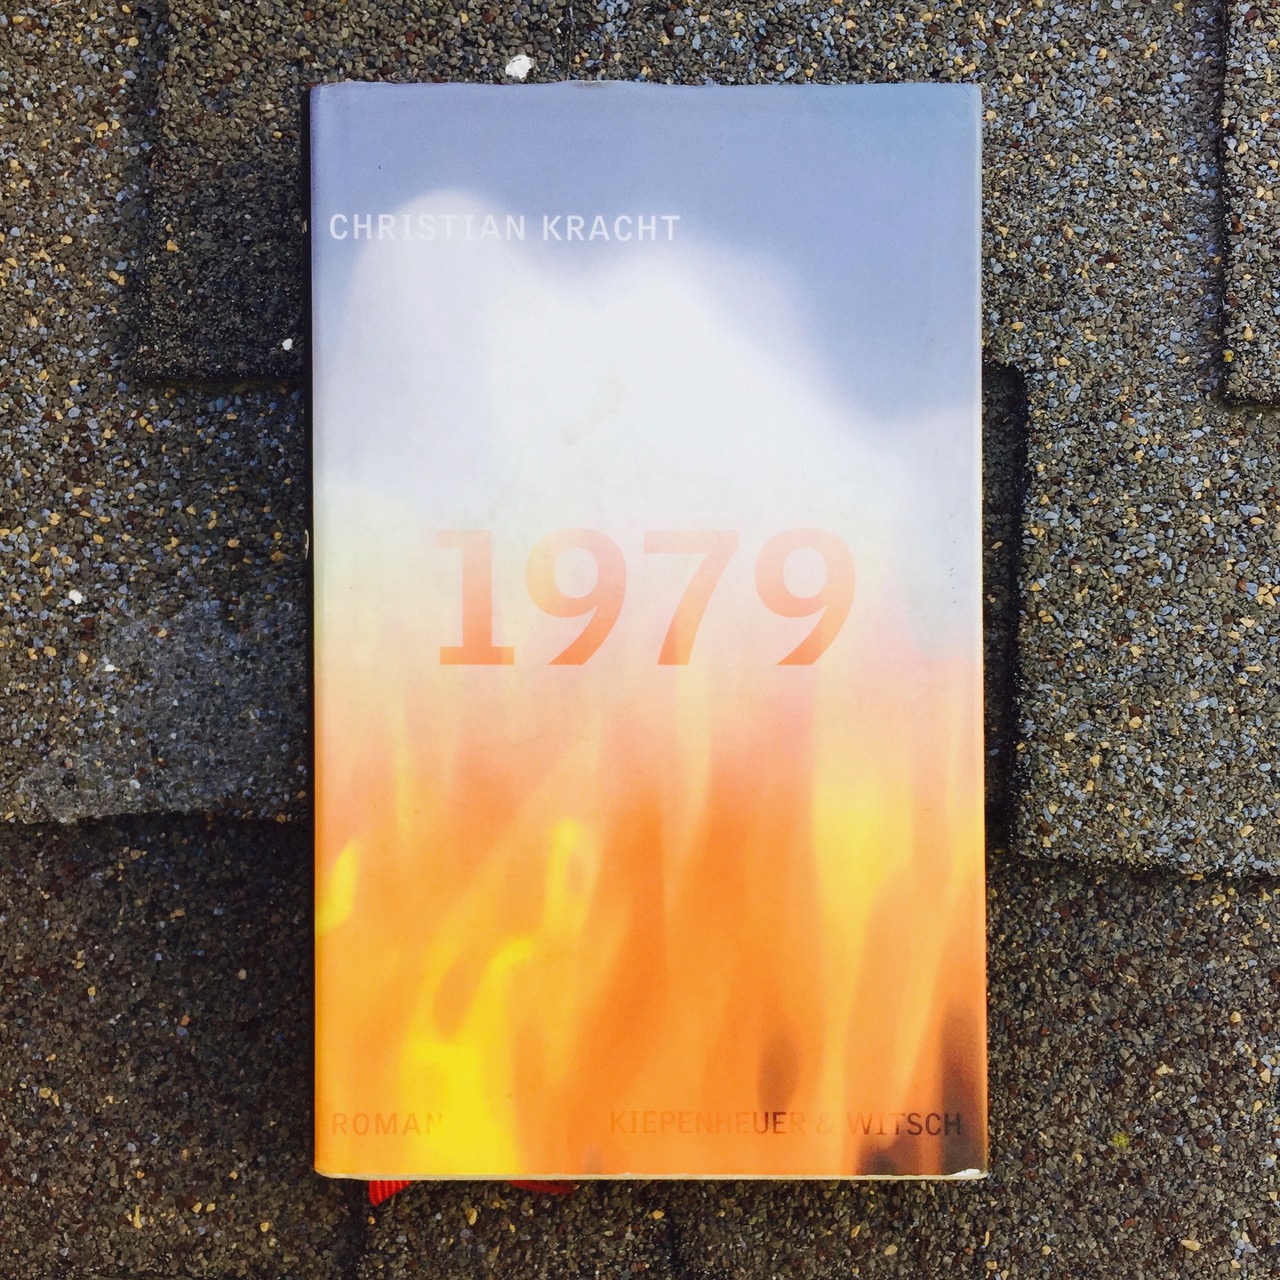 CHRISTIAN KRACHT
1979
ROMAN
KIEPENHEUER & WITSCH